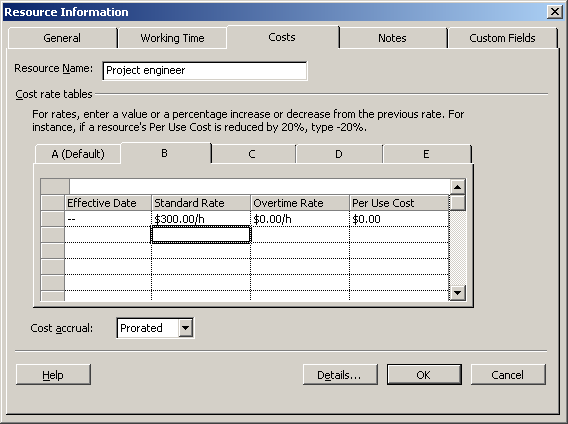 Resource Information
General Working Time Costs Notes Custom Fields
Resource Name: Project engineer
Cost rate tables
For rates, enter a value or a percentage increase or decrease from the previous rate. For
instance, if a resource's Per Use Cost is reduced by 20%, type -20%.
A (Default) B C D E
Effective Date Standard Rate Overtime Rate Per Use Cost
-- $300.00/h $0.00/h $0.00
Cost accrual: Prorated
Help Details... OK Cancel